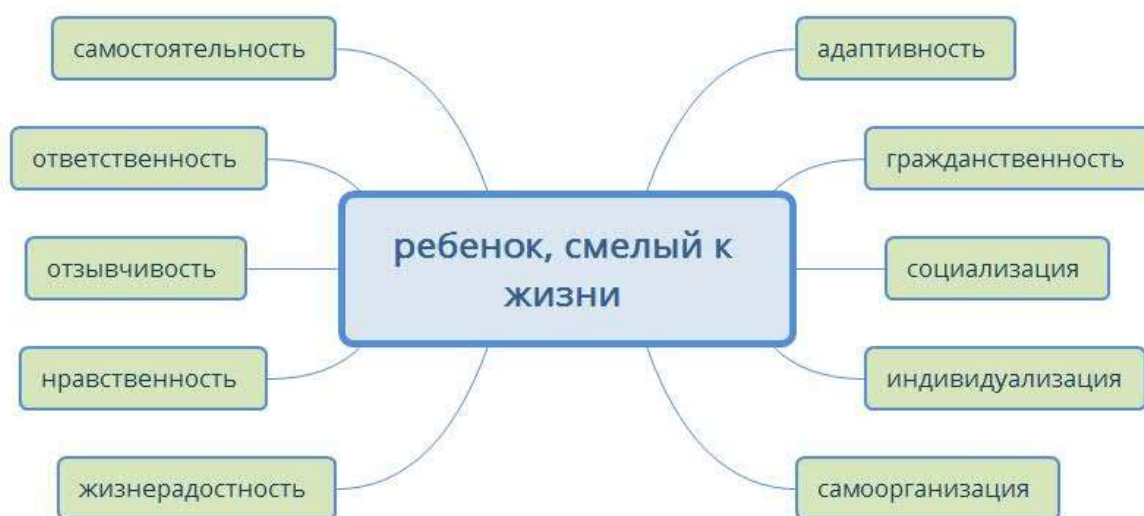 самостоятельность
ответственность
отзывчивость
нравственность
жизнерадостность
ребенок, смелый к
жизни
адаптивность
гражданственность
социализация
индивидуализация
самоорганизация